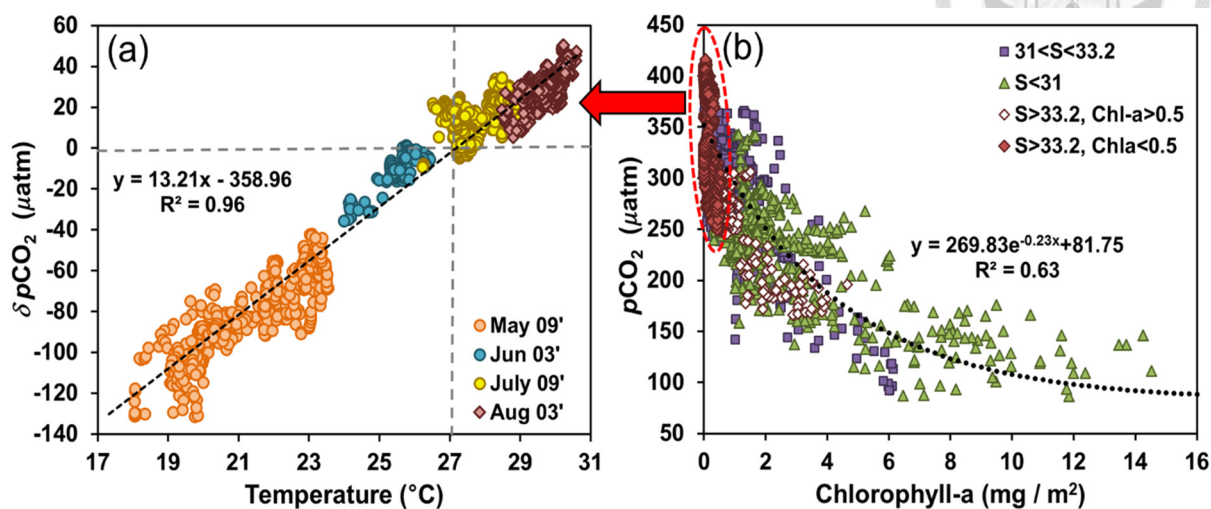 (a)
δ pCO₂ (μatm)
60
40
20
0
-20
-40
-60
-80
-100
-120
-140
y = 13.21x - 358.96
R² = 0.96
May 09'
Jun 03'
July 09'
Aug 03'
17 19 21 23 25 27 29 31
Temperature (°C)
(b)
pCO₂ (μatm)
450
400
350
300
250
200
150
100
50
31<S<33.2
S<31
S>33.2, Chl-a>0.5
S>33.2, Chla<0.5
y = 269.83e⁻⁰·²³ˣ+81.75
R² = 0.63
0 2 4 6 8 10 12 14 16
Chlorophyll-a (mg / m²)